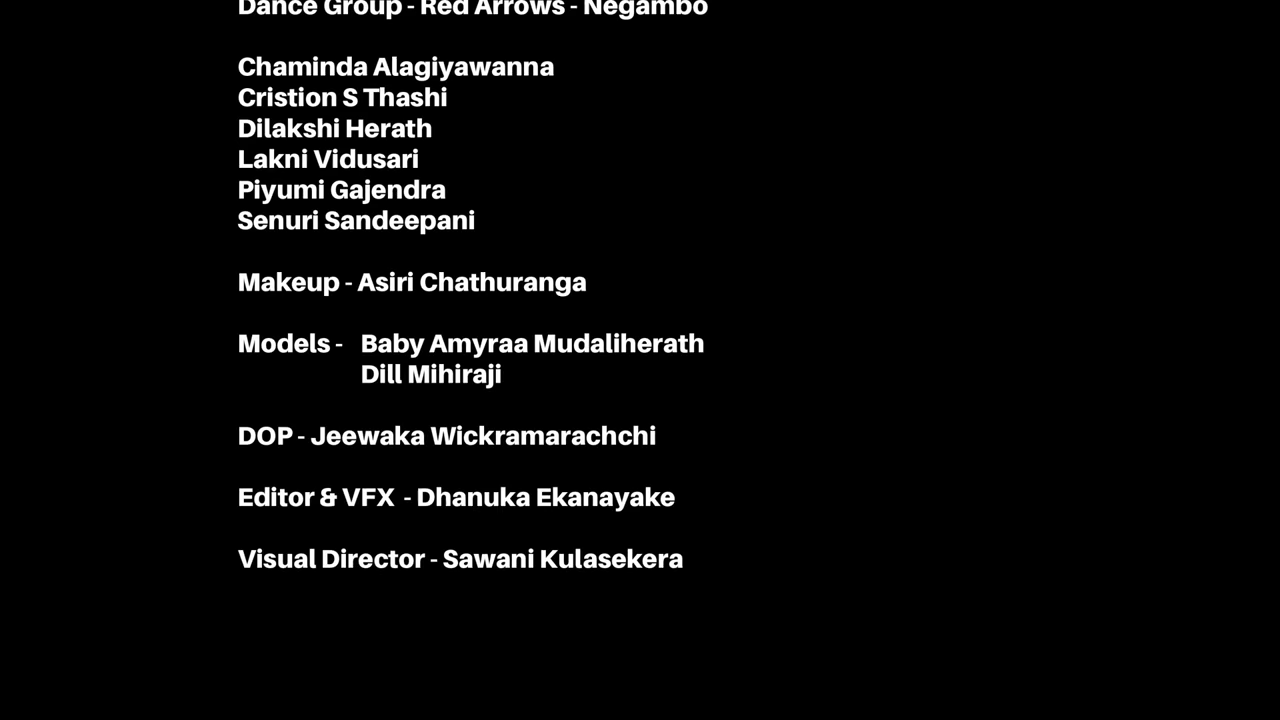 Dance Group - Red Arrows - Negambo
Chaminda Alagiyawanna
Cristion S Thashi
Dilakshi Herath
Lakni Vidusari
Piyumi Gajendra
Senuri Sandeepani
Makeup - Asiri Chathuranga
Models - Baby Amyraa Mudaliherath
Dill Mihiraji
DOP - Jeewaka Wickramarachchi
Editor & VFX - Dhanuka Ekanayake
Visual Director - Sawani Kulasekera